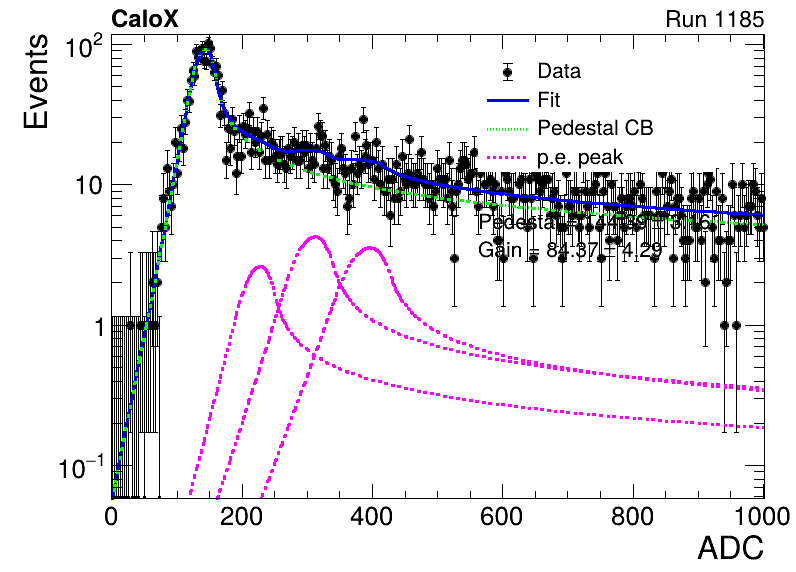 CaloX
Run 1185
Events
Data
Fit
Pedestal CB
p.e. peak
Gain = 84.37 ± 4.29
10²
10
1
10⁻¹
0
200
400
600
800
1000
ADC